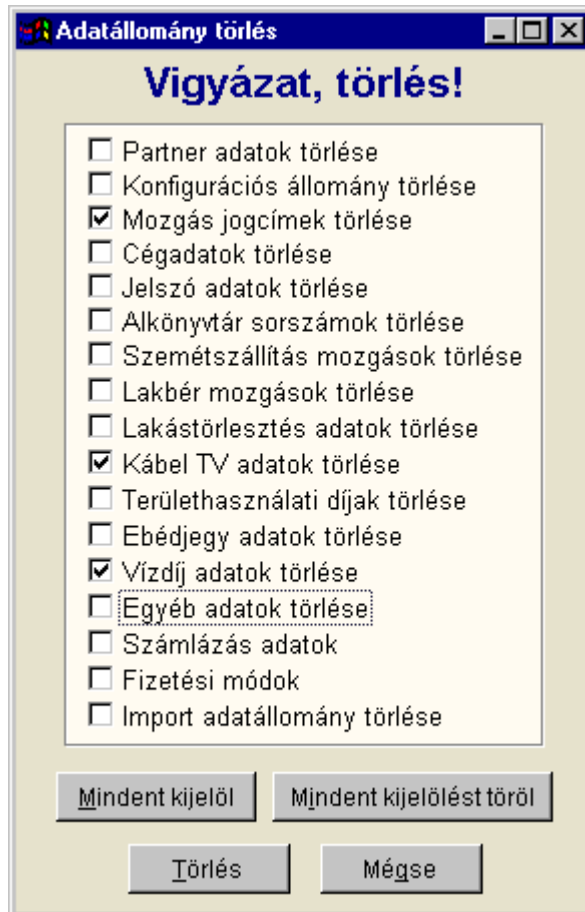 Adatállomány törlés
Vigyázat, törlés!
Partner adatok törlése
Konfigurációs állomány törlése
Mozgás jogcímek törlése
Cégadatok törlése
Jelszó adatok törlése
Alkönyvtár sorszámok törlése
Szemétszállítás mozgások törlése
Lakbér mozgások törlése
Lakástörlesztés adatok törlése
Kábel TV adatok törlése
Területhasználati díjak törlése
Ebédjegy adatok törlése
Vízdíj adatok törlése
Egyéb adatok törlése
Számlázás adatok
Fizetési módok
Import adatállomány törlése
Mindent kijelöl Mindent kijelölést töröl
Törlés Mégse